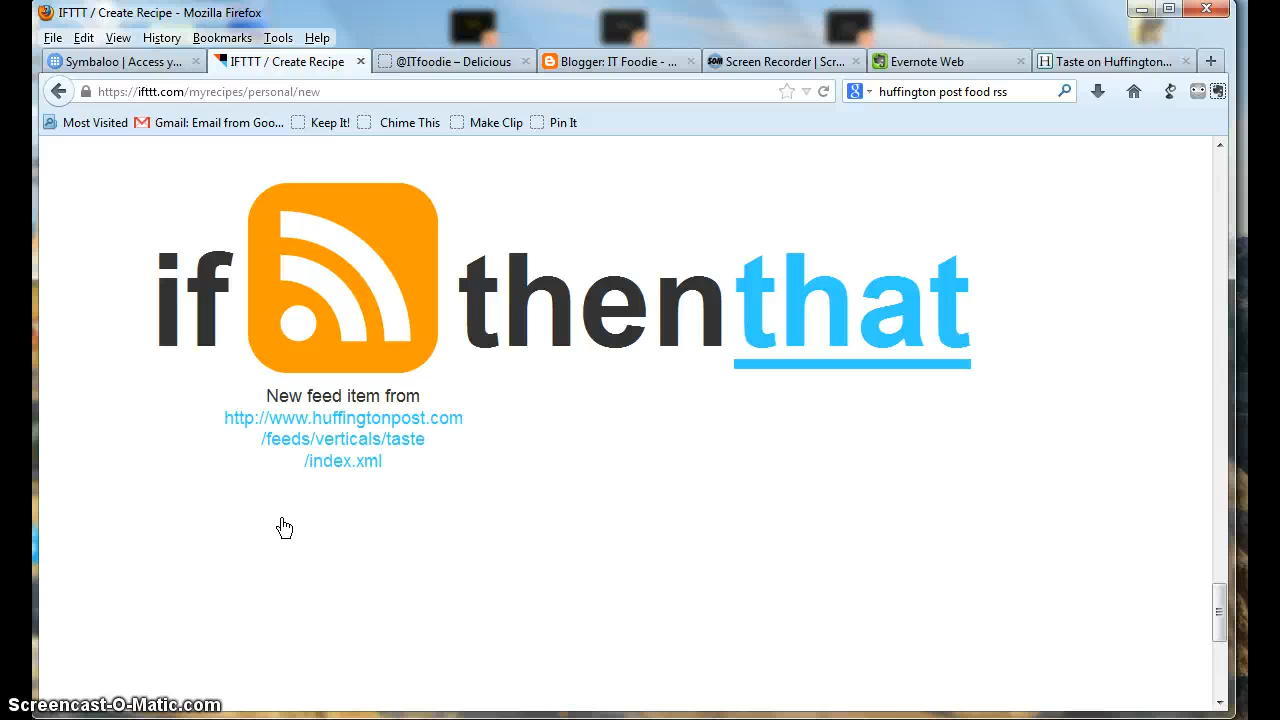 IFTTT / Create Recipe - Mozilla Firefox
File Edit View History Bookmarks Tools Help
Symbaloo | Access y... IFTTT / Create Recipe @ITfoodie – Delicious Blogger: IT Foodie - ... Screen Recorder | Scr... Evernote Web Taste on Huffington...
https://ifttt.com/myrecipes/personal/new huffington post food rss
Most Visited Gmail: Email from Goo... Keep It! Chime This Make Clip Pin It
if then that
New feed item from
http://www.huffingtonpost.com
/feeds/verticals/taste
/index.xml
Screencast-O-Matic.com